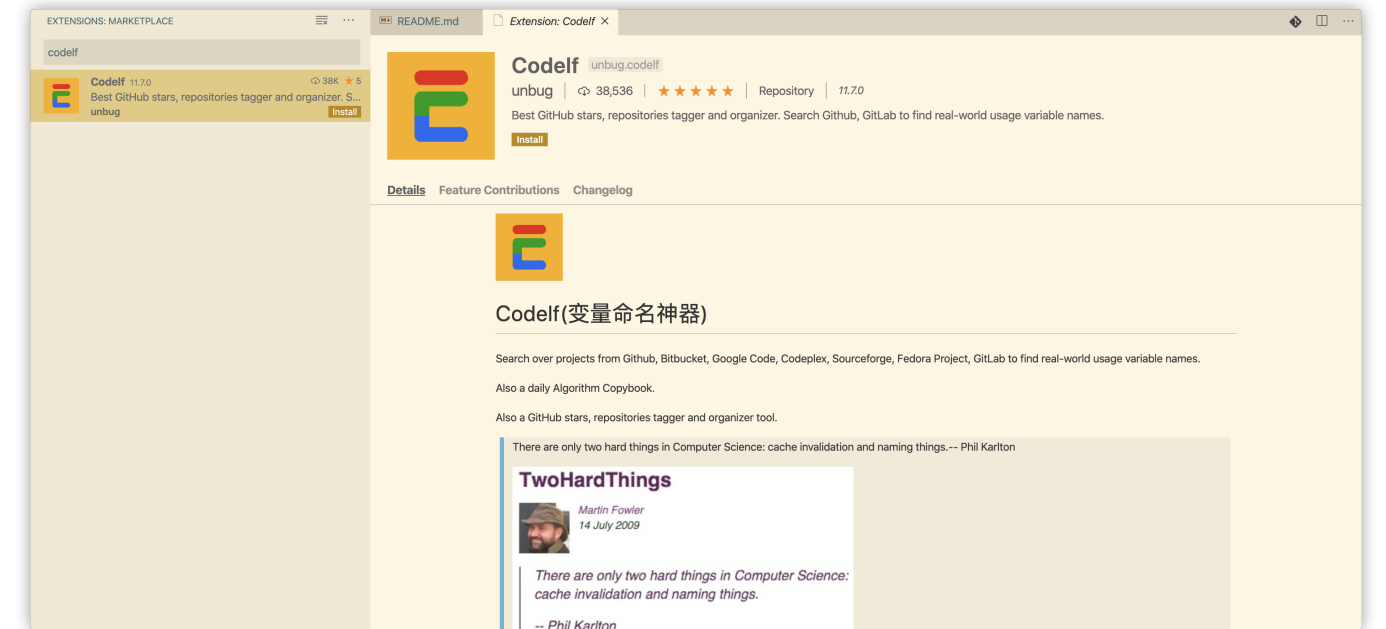 EXTENSIONS: MARKETPLACE
codelf
Codelf 11.7.0 38K 5
Best GitHub stars, repositories tagger and organizer. S...
unbug Install
README.md Extension: Codelf
Codelf unbug.codelf
unbug 38,536 Repository 11.7.0
Best GitHub stars, repositories tagger and organizer. Search Github, GitLab to find real-world usage variable names.
Install
Details Feature Contributions Changelog
Codelf(变量命名神器)
Search over projects from Github, Bitbucket, Google Code, Codeplex, Sourceforge, Fedora Project, GitLab to find real-world usage variable names.
Also a daily Algorithm Copybook.
Also a GitHub stars, repositories tagger and organizer tool.
There are only two hard things in Computer Science: cache invalidation and naming things.-- Phil Karlton
TwoHardThings
Martin Fowler
14 July 2009
There are only two hard things in Computer Science:
cache invalidation and naming things.
-- Phil Karlton